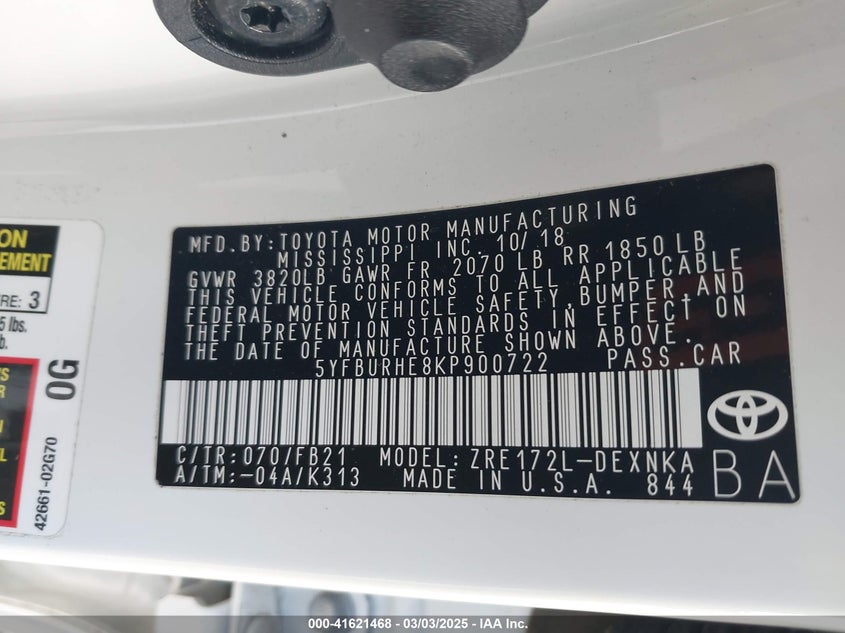 MFD. BY: TOYOTA MOTOR MANUFACTURING
MISSISSIPPI INC. 10/18
GVWR 3820LB GAWR FR 2070 LB RR 1850 LB
THIS VEHICLE CONFORMS TO ALL APPLICABLE
FEDERAL MOTOR VEHICLE SAFETY, BUMPER AND
THEFT PREVENTION STANDARDS IN EFFECT ON
THE DATE OF MANUFACTURE SHOWN ABOVE.
5YFBURHE8KP900722 PASS. CAR
C/TR: 070/FB21 MODEL: ZRE172L-DEXNKA
A/TM: -04A/K313 MADE IN U.S.A. 844
BA
RE: 3
lbs.
0G
42661-02G70
000-41621468 - 03/03/2025 - IAA Inc.